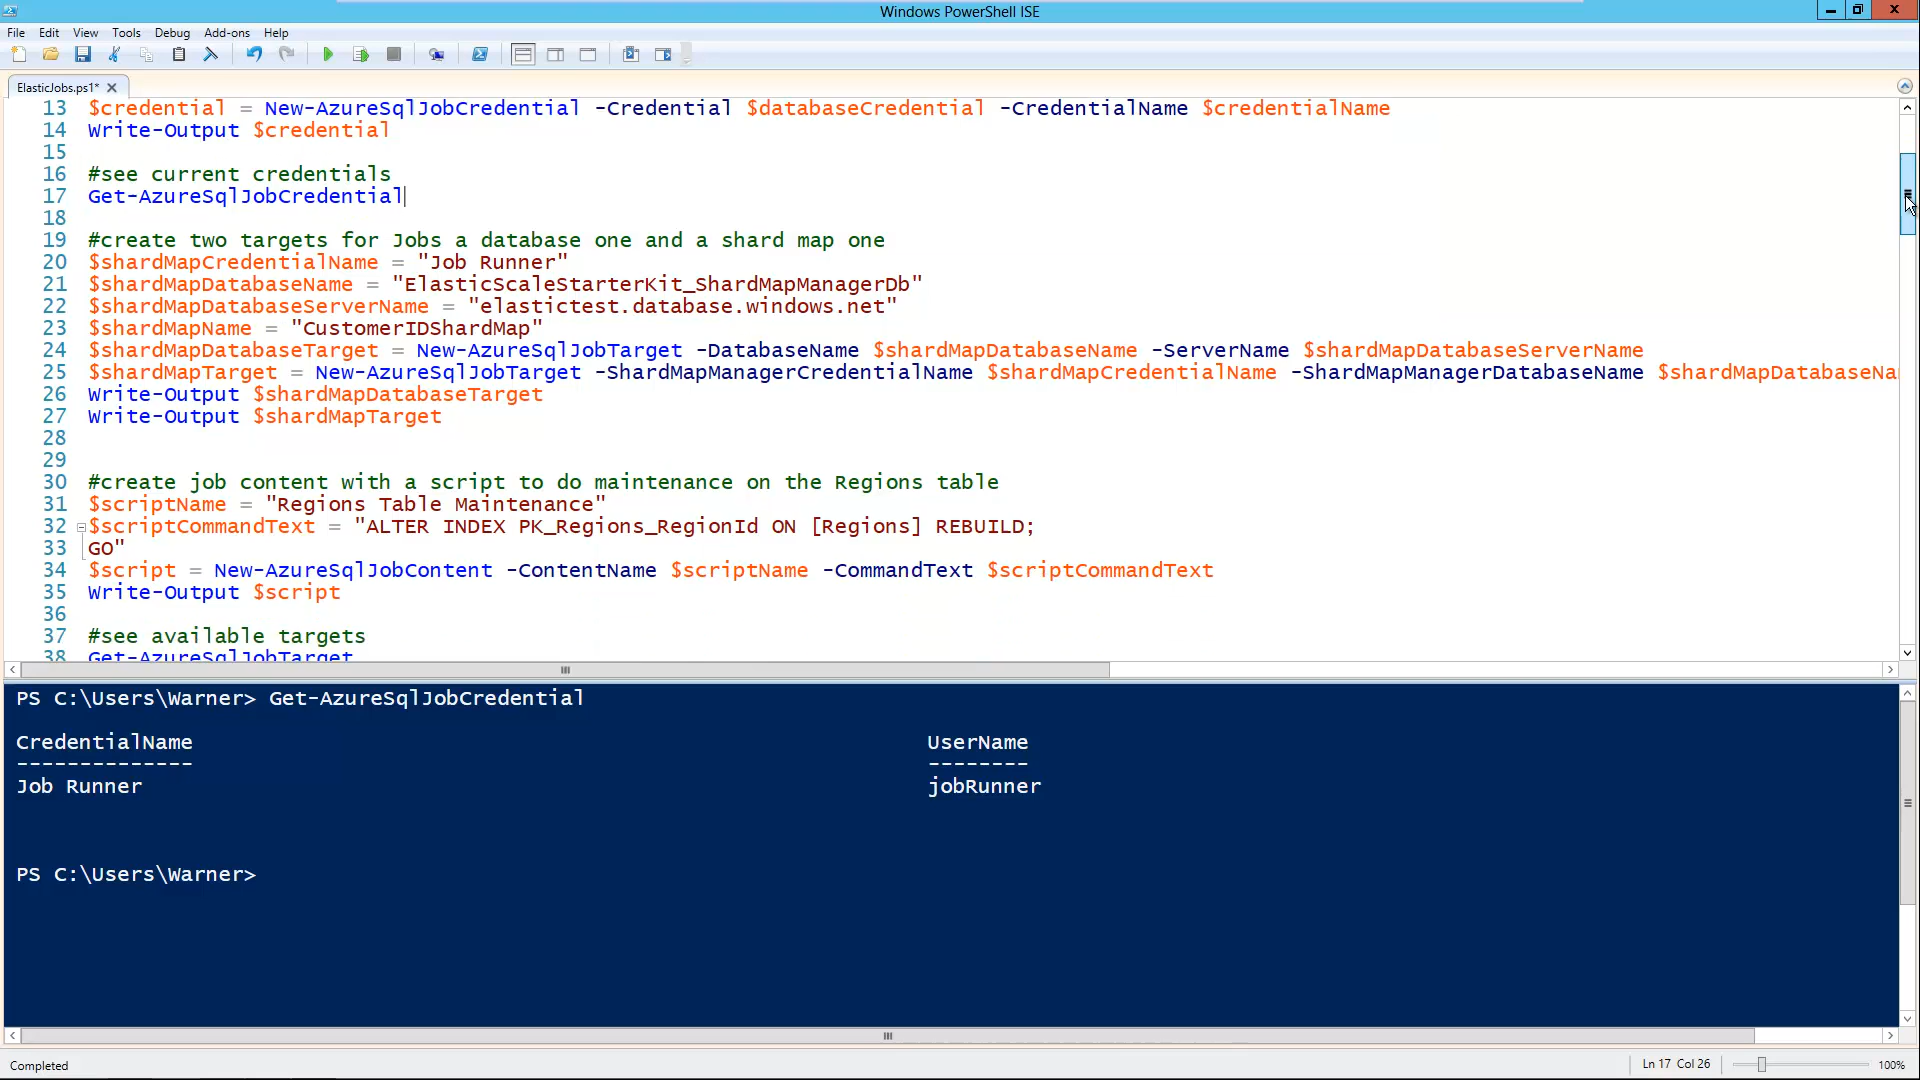 Windows PowerShell ISE
File Edit View Tools Debug Add-ons Help
ElasticJobs.ps1*
13 $credential = New-AzureSqlJobCredential -Credential $databaseCredential -CredentialName $credentialName
14 Write-Output $credential
15
16 #see current credentials
17 Get-AzureSqlJobCredential
18
19 #create two targets for Jobs a database one and a shard map one
20 $shardMapCredentialName = "Job Runner"
21 $shardMapDatabaseName = "ElasticScaleStarterKit_ShardMapManagerDb"
22 $shardMapDatabaseServerName = "elastictest.database.windows.net"
23 $shardMapName = "CustomerIDShardMap"
24 $shardMapDatabaseTarget = New-AzureSqlJobTarget -DatabaseName $shardMapDatabaseName -ServerName $shardMapDatabaseServerName
25 $shardMapTarget = New-AzureSqlJobTarget -ShardMapManagerCredentialName $shardMapCredentialName -ShardMapManagerDatabaseName $shardMapDatabaseNa
26 Write-Output $shardMapDatabaseTarget
27 Write-Output $shardMapTarget
28
29
30 #create job content with a script to do maintenance on the Regions table
31 $scriptName = "Regions Table Maintenance"
32 $scriptCommandText = "ALTER INDEX PK_Regions_RegionId ON [Regions] REBUILD;
33 GO"
34 $script = New-AzureSqlJobContent -ContentName $scriptName -CommandText $scriptCommandText
35 Write-Output $script
36
37 #see available targets
38 Get-AzureSqlJobTarget
PS C:\Users\Warner> Get-AzureSqlJobCredential
CredentialName UserName
-------------- --------
Job Runner jobRunner
PS C:\Users\Warner>
Completed Ln 17 Col 26 100%